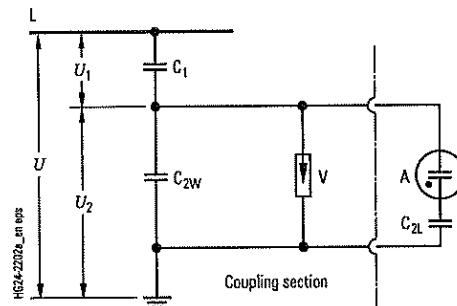 L
U₁
C₁
U
U₂
C₂W
V
A
C₂L
Coupling section
HG24-2202a_en eps